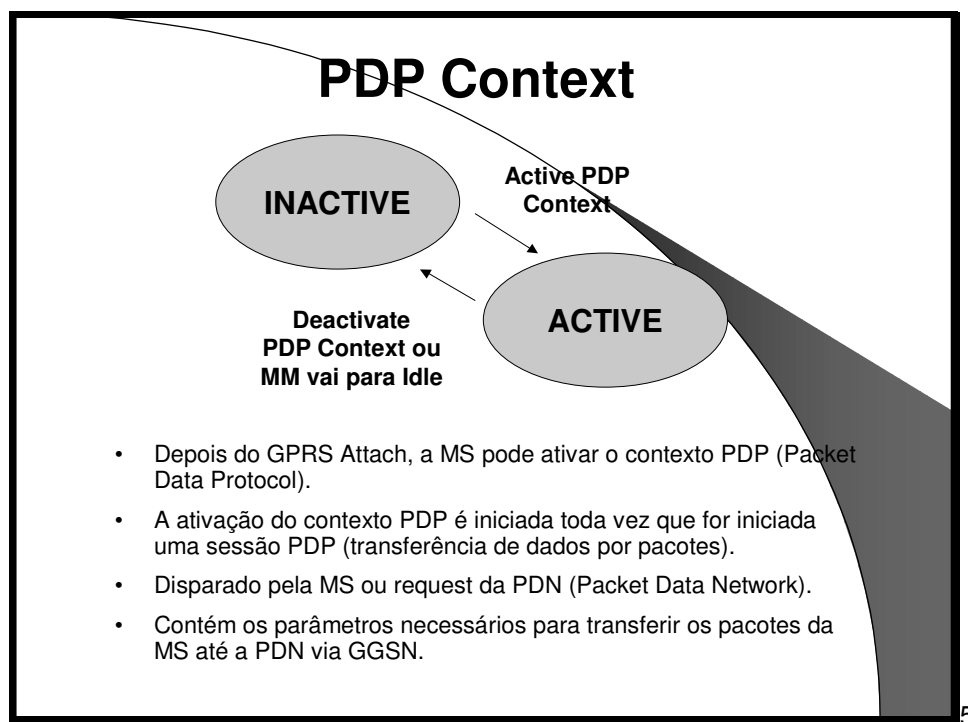 PDP Context
INACTIVE
Active PDP
Context
ACTIVE
Deactivate
PDP Context ou
MM vai para Idle
• Depois do GPRS Attach, a MS pode ativar o contexto PDP (Packet
Data Protocol).
• A ativação do contexto PDP é iniciada toda vez que for iniciada
uma sessão PDP (transferência de dados por pacotes).
• Disparado pela MS ou request da PDN (Packet Data Network).
• Contém os parâmetros necessários para transferir os pacotes da
MS até a PDN via GGSN.